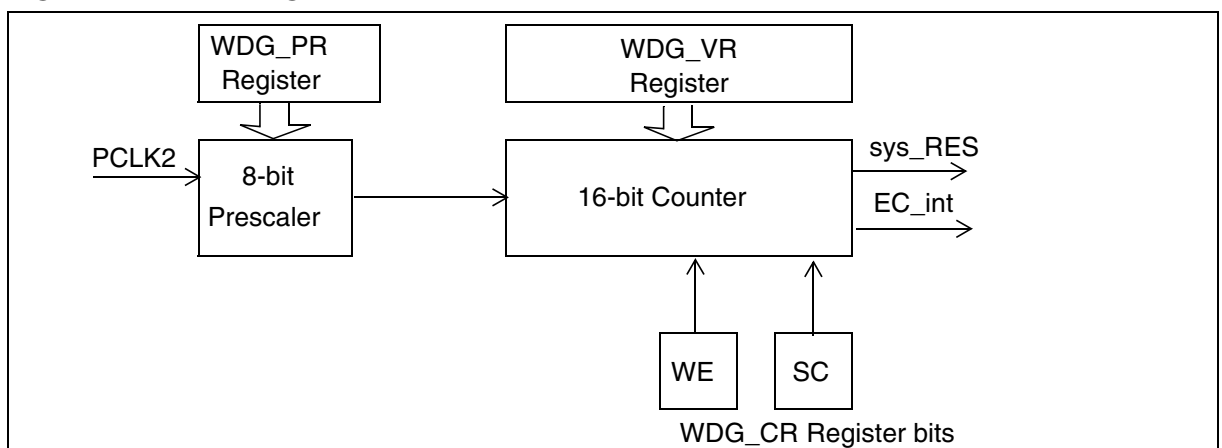 WDG_PR
Register
WDG_VR
Register
PCLK2
8-bit
Prescaler
16-bit Counter
sys_RES
EC_int
WE
SC
WDG_CR Register bits